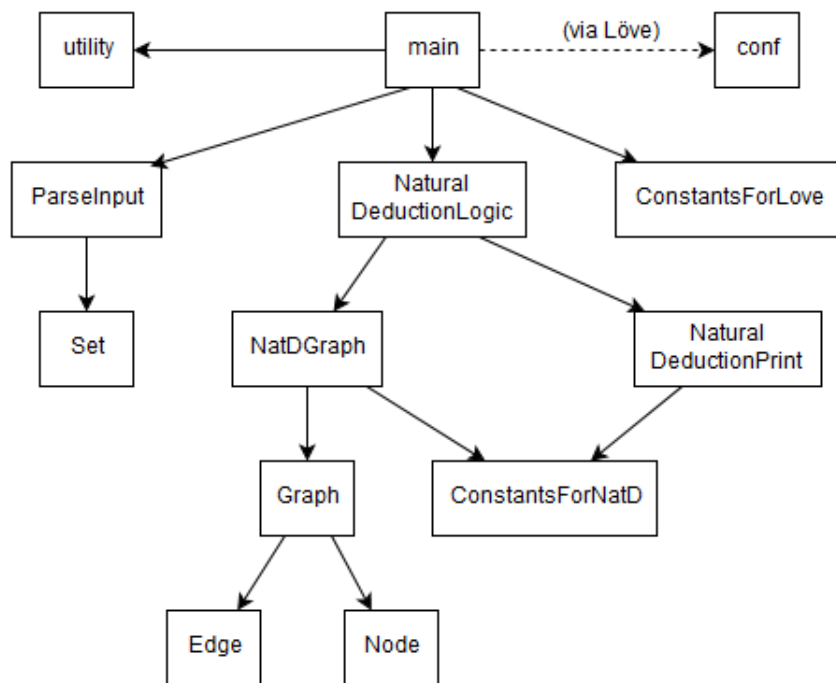 utility
main
(via Löve)
conf
ParseInput
Natural
DeductionLogic
ConstantsForLove
Set
NatDGraph
Natural
DeductionPrint
Graph
ConstantsForNatD
Edge
Node